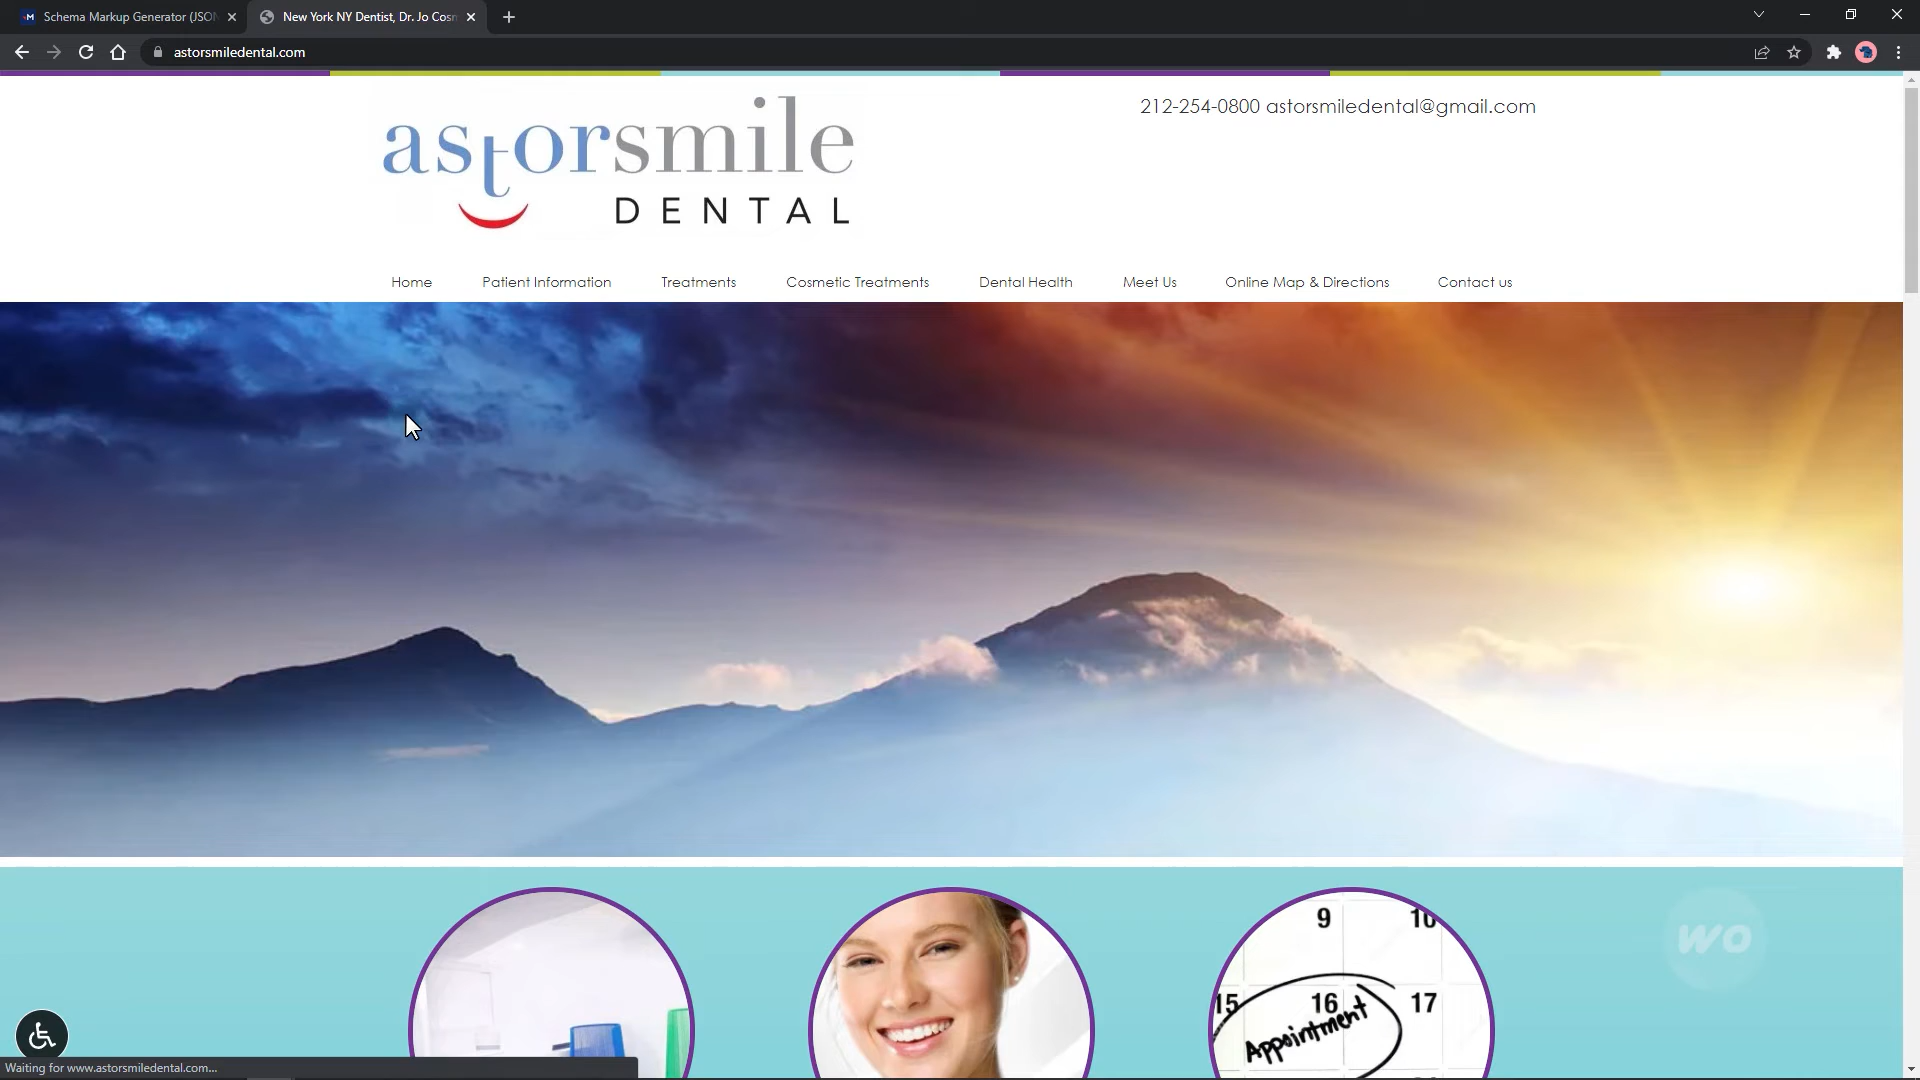 Schema Markup Generator (JSON
New York NY Dentist, Dr. Jo Cosm
astorsmiledental.com
astorsmile
DENTAL
212-254-0800 astorsmiledental@gmail.com
Home Patient Information Treatments Cosmetic Treatments Dental Health Meet Us Online Map & Directions Contact us
9 10
15 16 17
Appointment
wo
Waiting for www.astorsmiledental.com...